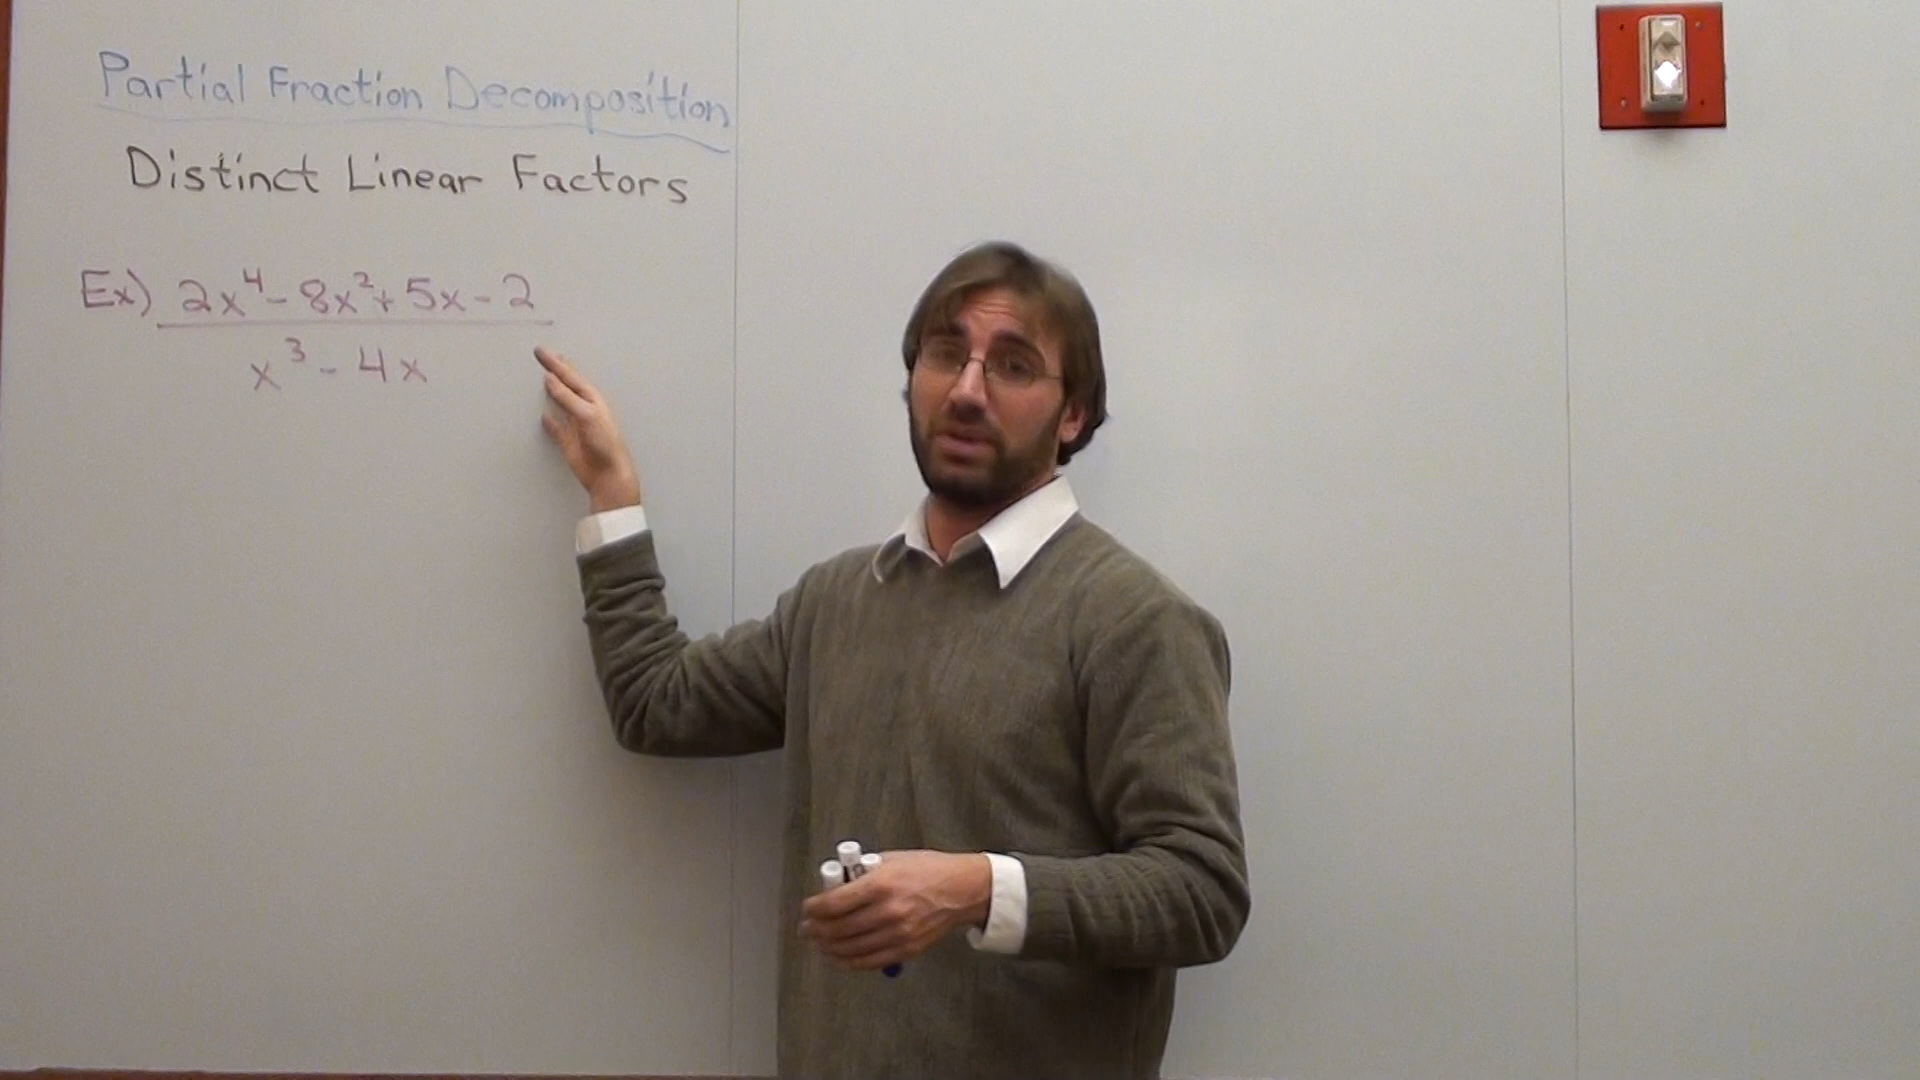 Partial Fraction Decomposition
Distinct Linear Factors
Ex) 2x⁴ - 8x² + 5x - 2
x³ - 4x